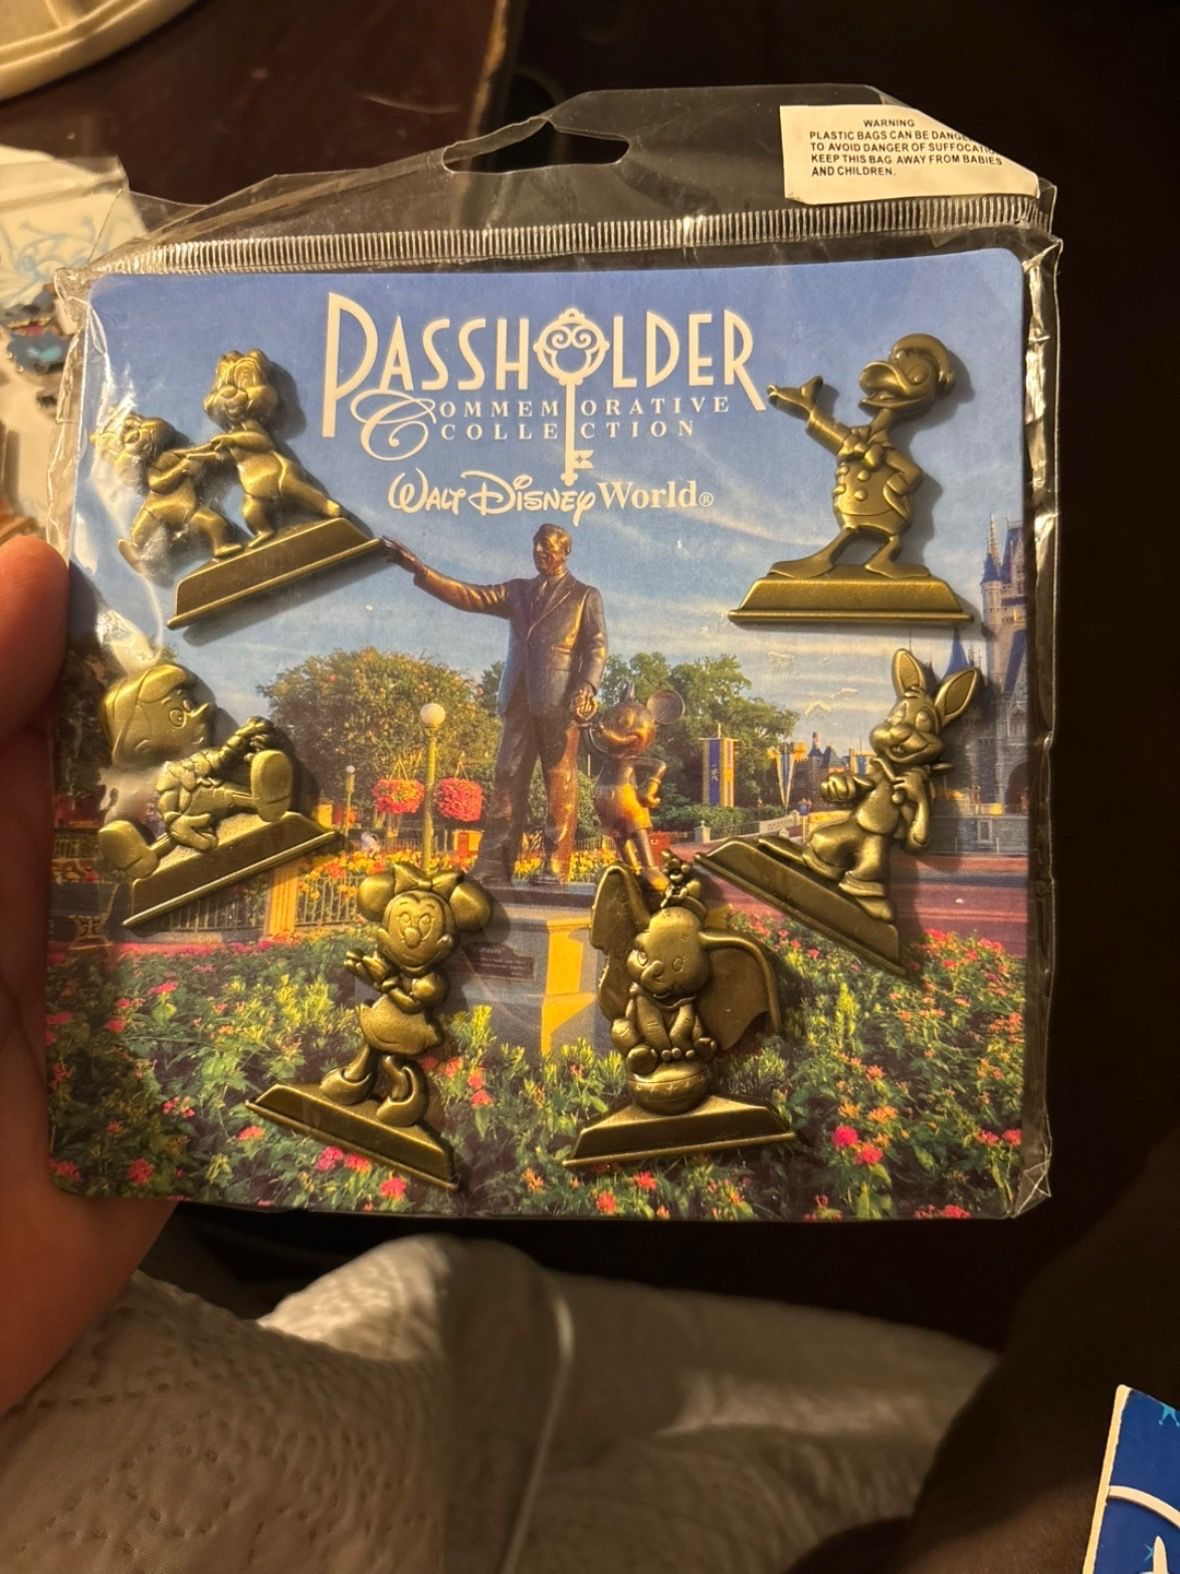 WARNING
PLASTIC BAGS CAN BE
TO AVOID DANGER OF
KEEP THIS BAG AWAY FROM BABIES
AND CHILDREN.
PASSHOLDER
COMMEMORATIVE
COLLECTION
WALT DISNEY World®